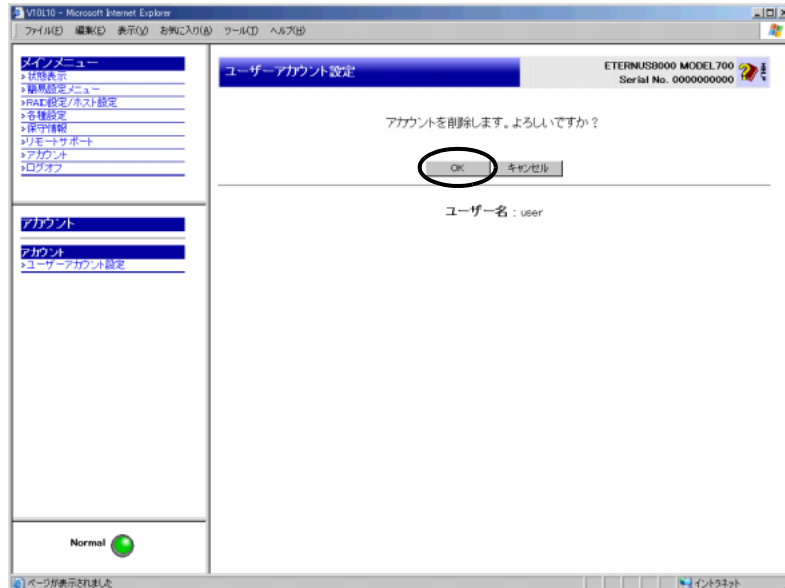 V10L10 - Microsoft Internet Explorer
ファイル(F) 編集(E) 表示(V) お気に入り(A) ツール(T) ヘルプ(H)
メインメニュー
>状態表示
>簡易設定メニュー
>RAID設定/ホスト設定
>各種設定
>保守情報
>リモートサポート
>アカウント
>ログオフ
アカウント
アカウント
>ユーザーアカウント設定
Normal
ユーザーアカウント設定
ETERNUS8000 MODEL700
Serial No. 0000000000
アカウントを削除します。よろしいですか？
OK キャンセル
ユーザー名 : user
ページが表示されました
イントラネット